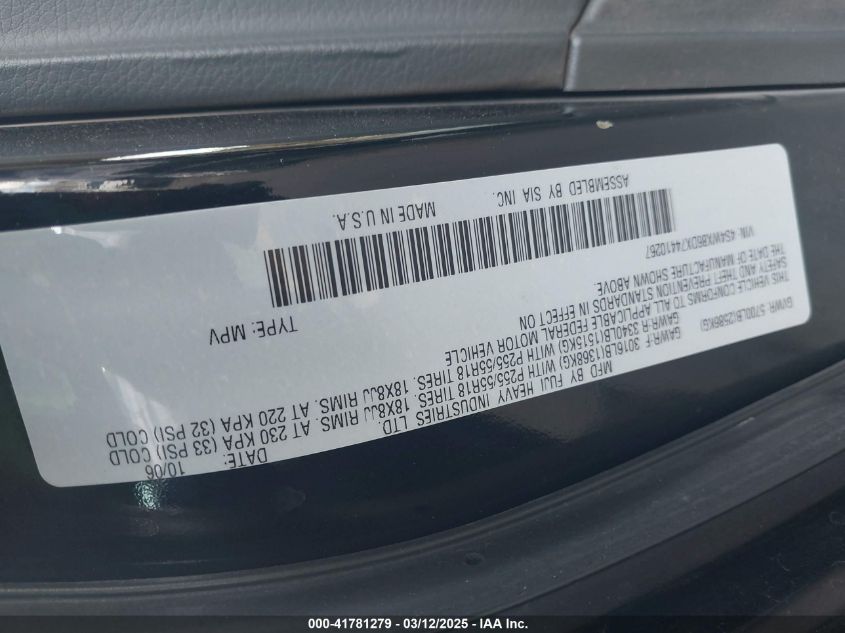 MFD BY FUJI HEAVY INDUSTRIES LTD. DATE: 10/06
GAWR-F: 3016LB(1368KG) WITH P255/55R18 TIRES. 18X8JJ RIMS. AT 230 KPA (33 PSI) COLD
GAWR-R: 3340LB(1515KG) WITH P255/55R18 TIRES. 18X8JJ RIMS. AT 220 KPA (32 PSI) COLD
GVWR: 5700LB(2586KG)
THIS VEHICLE CONFORMS TO ALL APPLICABLE FEDERAL MOTOR VEHICLE
SAFETY AND THEFT PREVENTION STANDARDS IN EFFECT ON
THE DATE OF MANUFACTURE SHOWN ABOVE.
VIN: 4S4WX86DX74410267 TYPE: MPV
ASSEMBLED BY SIA INC. MADE IN U.S.A.
000-41781279 - 03/12/2025 - IAA Inc.